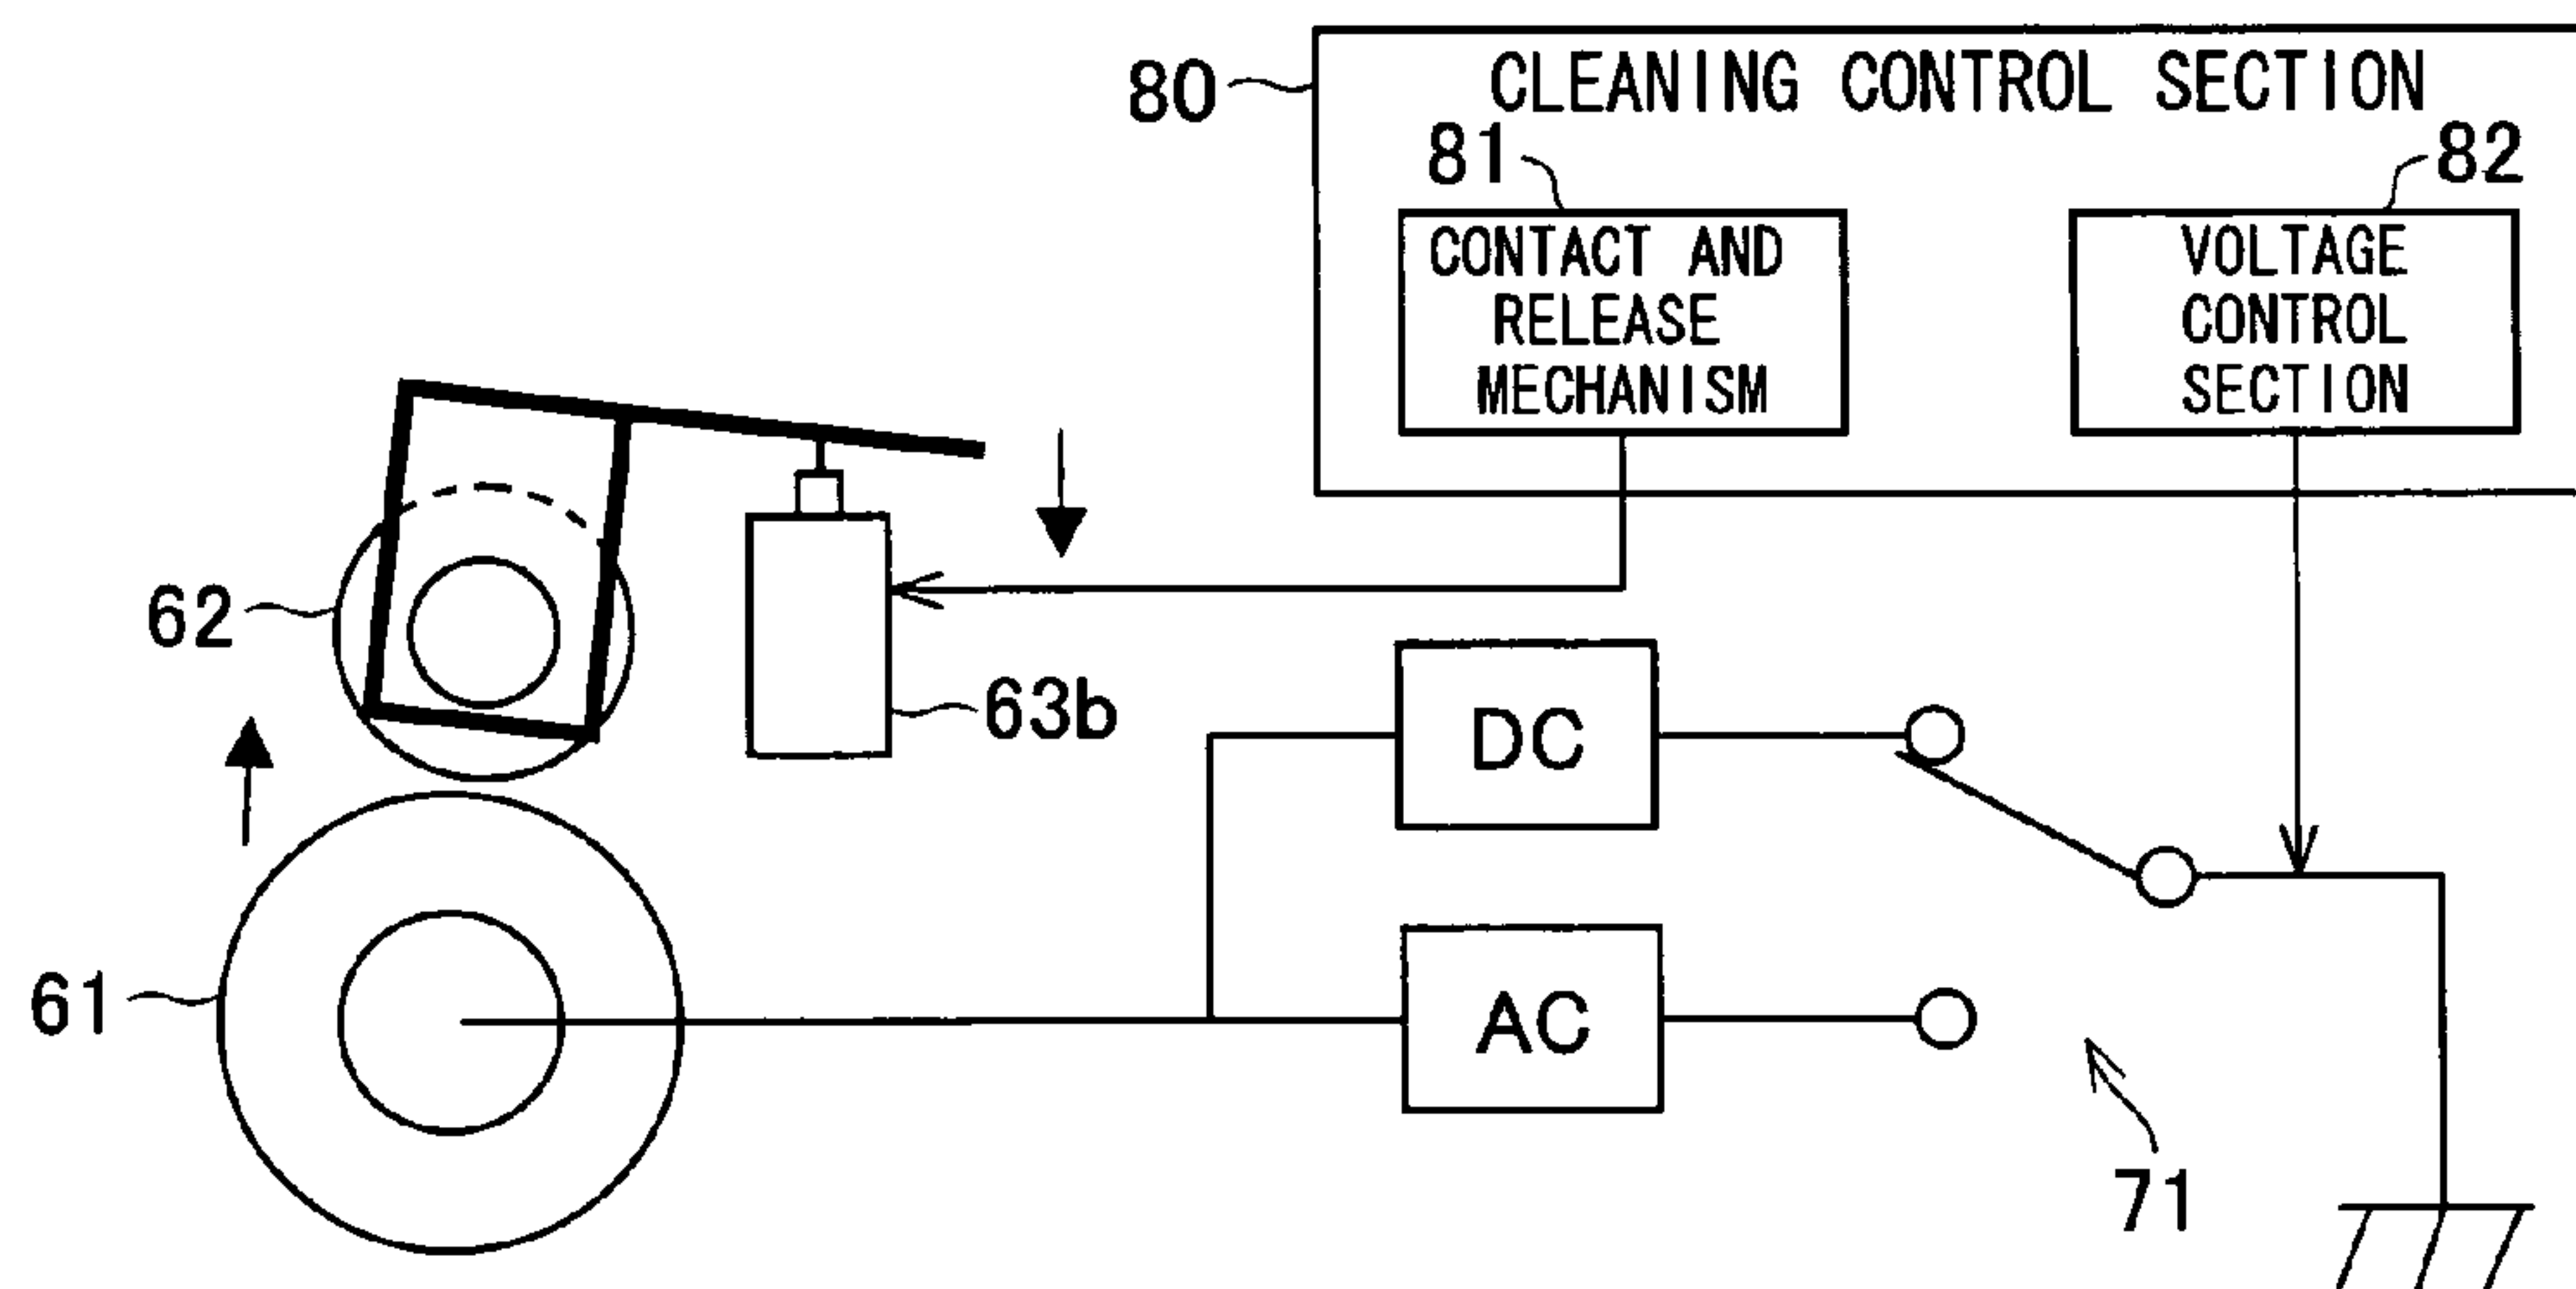 80
CLEANING CONTROL SECTION
81
82
CONTACT AND
RELEASE
MECHANISM
VOLTAGE
CONTROL
SECTION
62
63b
DC
61
AC
71